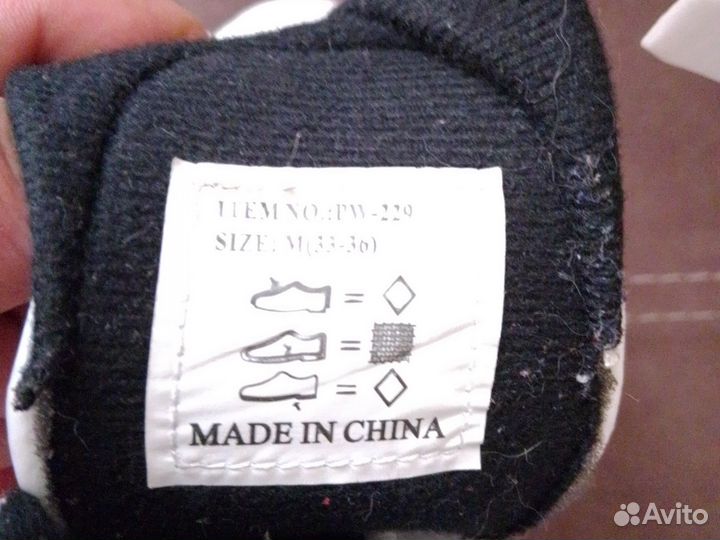 ITEM NO.:PW-229
SIZE: M(33-36)
=
=
=
MADE IN CHINA
Avito